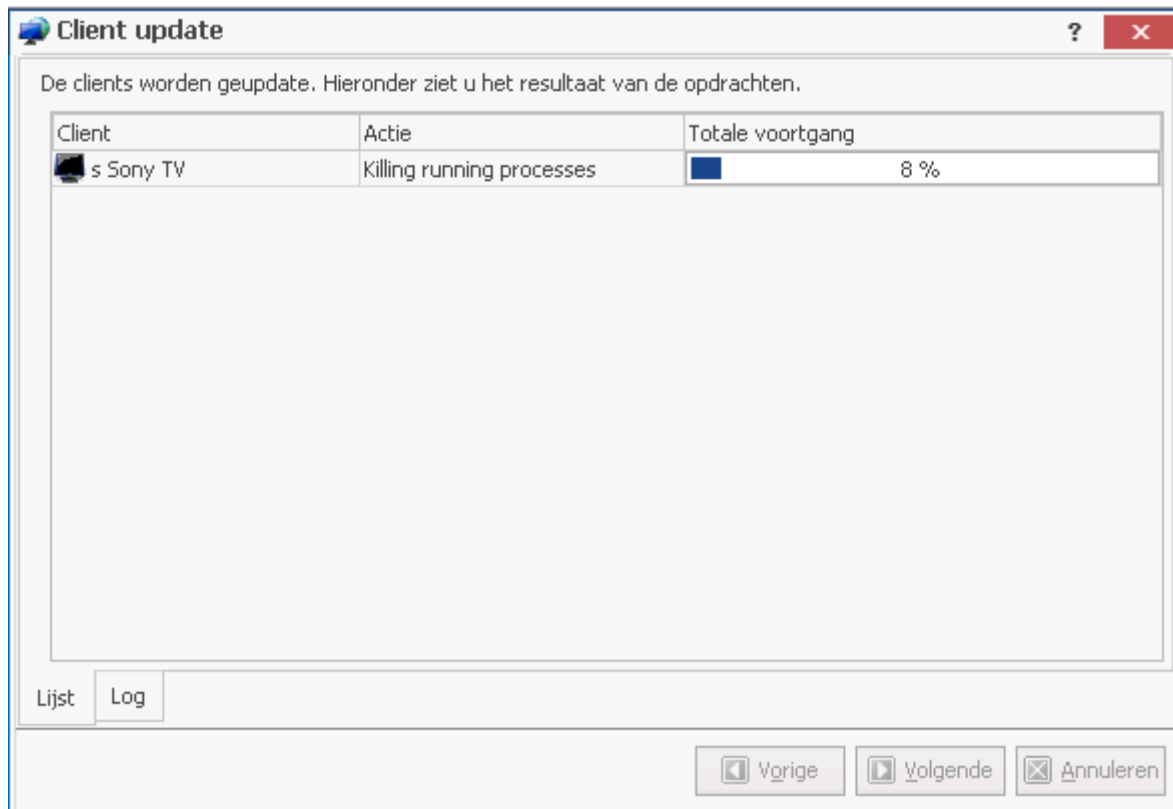 Client update
?
De clients worden geupdate. Hieronder ziet u het resultaat van de opdrachten.
Client Actie Totale voortgang
s Sony TV Killing running processes 8 %
Lijst Log
Vorige Volgende Annuleren